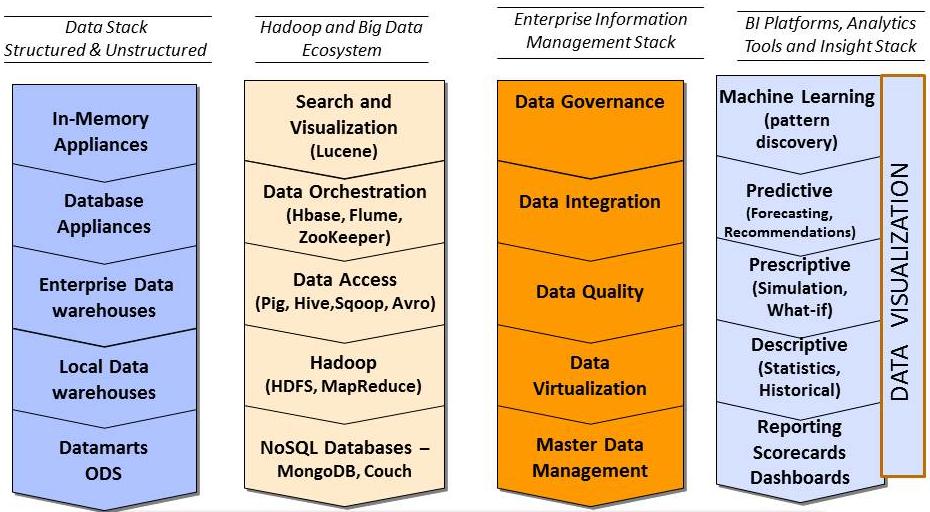 Data Stack
Structured & Unstructured
In-Memory
Appliances
Database
Appliances
Enterprise Data
warehouses
Local Data
warehouses
Datamarts
ODS
Hadoop and Big Data
Ecosystem
Search and
Visualization
(Lucene)
Data Orchestration
(Hbase, Flume,
ZooKeeper)
Data Access
(Pig, Hive,Sqoop, Avro)
Hadoop
(HDFS, MapReduce)
NoSQL Databases –
MongoDB, Couch
Enterprise Information
Management Stack
Data Governance
Data Integration
Data Quality
Data
Virtualization
Master Data
Management
BI Platforms, Analytics
Tools and Insight Stack
Machine Learning
(pattern
discovery)
Predictive
(Forecasting,
Recommendations)
Prescriptive
(Simulation,
What-if)
Descriptive
(Statistics,
Historical)
Reporting
Scorecards
Dashboards
DATA VISUALIZATION